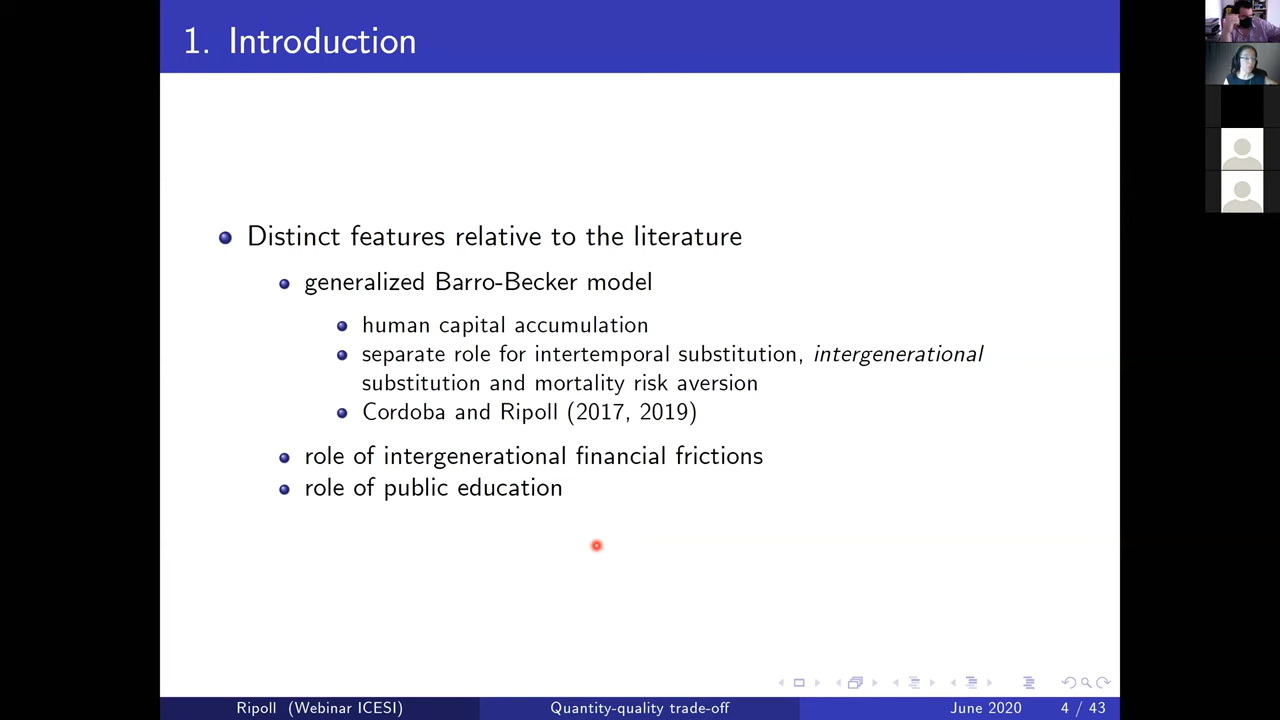 1. Introduction
Distinct features relative to the literature
generalized Barro-Becker model
human capital accumulation
separate role for intertemporal substitution, intergenerational
substitution and mortality risk aversion
Cordoba and Ripoll (2017, 2019)
role of intergenerational financial frictions
role of public education
Ripoll (Webinar ICESI)
Quantity-quality trade-off
June 2020
4 / 43